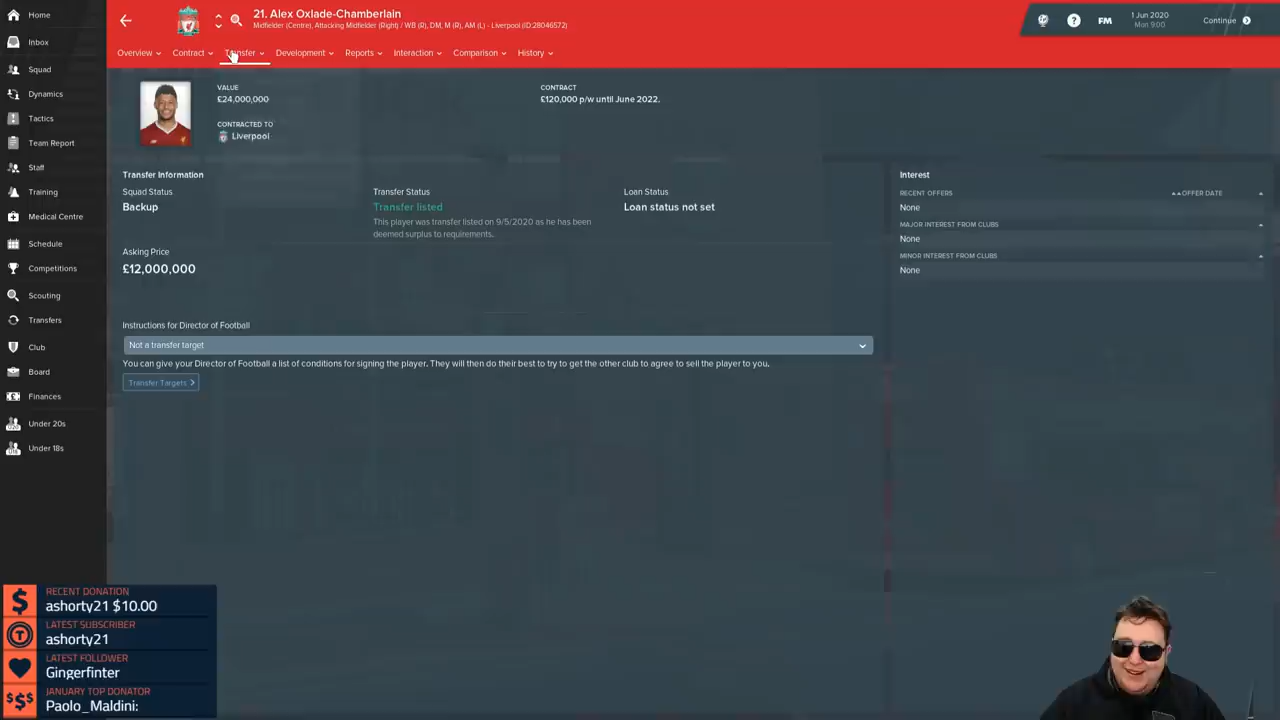 21. Alex Oxlade-Chamberlain
Midfielder (Centre), Attacking Midfielder (Right) / WB (R), DM, M (R), AM (L) - Liverpool (ID:28046572)
FM
1 Jun 2020
Mon 9:00
Continue
Overview
Contract
Transfer
Development
Reports
Interaction
Comparison
History
Home
Inbox
Squad
Dynamics
Tactics
Team Report
Staff
Training
Medical Centre
Schedule
Competitions
Scouting
Transfers
Club
Board
Finances
Under 20s
Under 18s
VALUE
£24,000,000
CONTRACTED TO
Liverpool
CONTRACT
£120,000 p/w until June 2022.
Transfer Information
Squad Status
Backup
Transfer Status
Transfer listed
This player was transfer listed on 9/5/2020 as he has been
deemed surplus to requirements.
Loan Status
Loan status not set
Asking Price
£12,000,000
Instructions for Director of Football
Not a transfer target
You can give your Director of Football a list of conditions for signing the player. They will then do their best to try to get the other club to agree to sell the player to you.
Transfer Targets >
Interest
RECENT OFFERS
OFFER DATE
None
MAJOR INTEREST FROM CLUBS
None
MINOR INTEREST FROM CLUBS
None
RECENT DONATION
ashorty21 $10.00
LATEST SUBSCRIBER
ashorty21
LATEST FOLLOWER
Gingerfinter
JANUARY TOP DONATOR
Paolo_Maldini: